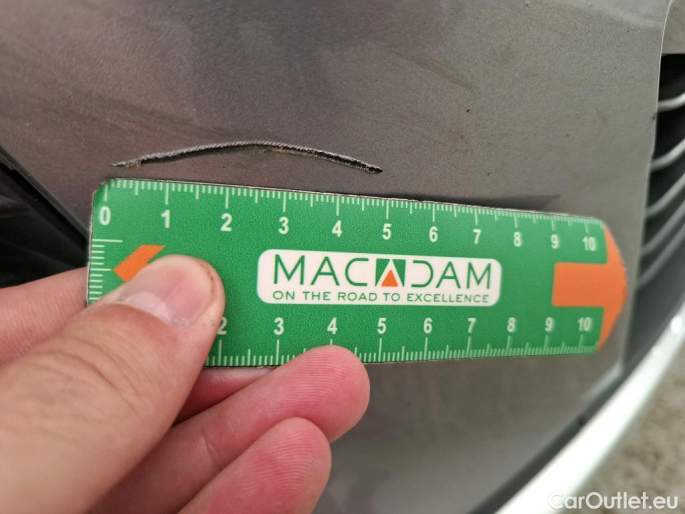 0 1 2 3 4 5 6 7 8 9 10
MACADAM
ON THE ROAD TO EXCELLENCE
2 3 4 5 6 7 8 9 10
CarOutlet.eu